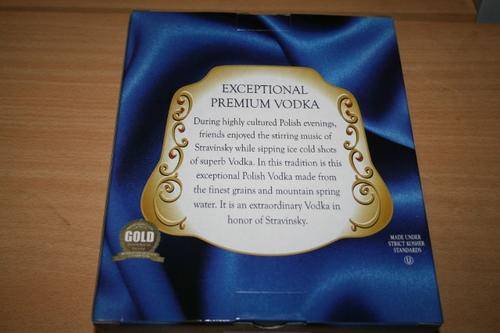 EXCEPTIONAL
PREMIUM VODKA
During highly cultured Polish evenings,
friends enjoyed the stirring music of
Stravinsky while sipping ice cold shots
of superb Vodka. In this tradition is this
exceptional Polish Vodka made from
the finest grains and mountain spring
water. It is an extraordinary Vodka in
honor of Stravinsky.
GOLD
MADE UNDER
STRICT KOSHER
STANDARDS
U